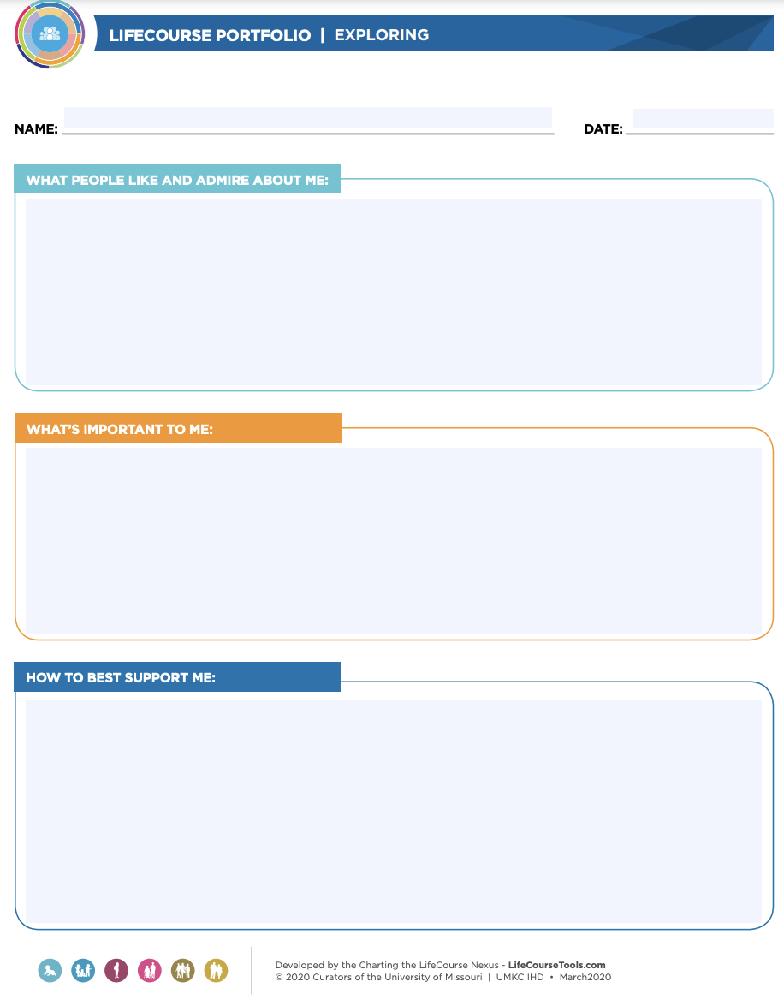 LIFECOURSE PORTFOLIO | EXPLORING
NAME:
DATE:
WHAT PEOPLE LIKE AND ADMIRE ABOUT ME:
WHAT’S IMPORTANT TO ME:
HOW TO BEST SUPPORT ME:
Developed by the Charting the LifeCourse Nexus - LifeCourseTools.com
© 2020 Curators of the University of Missouri | UMKC IHD • March2020